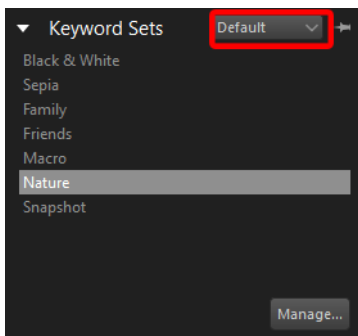 Keyword Sets Default
Black & White
Sepia
Family
Friends
Macro
Nature
Snapshot
Manage...